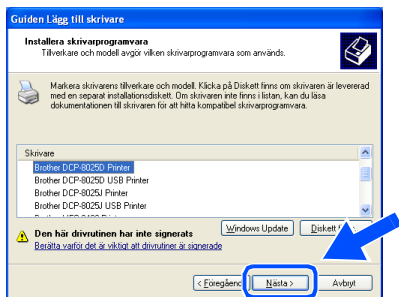 Guiden Lägg till skrivare
Installera skrivarprogramvara
Tillverkare och modell avgör vilken skrivarprogramvara som används.
Markera skrivarens tillverkare och modell. Klicka på Diskett finns om skrivaren är levererad
med en separat installationsdiskett. Om skrivaren inte finns i listan, kan du läsa
dokumentationen till skrivaren för att hitta kompatibel skrivarprogramvara.
Skrivare
Brother DCP-8025D Printer
Brother DCP-8025D USB Printer
Brother DCP-8025J Printer
Brother DCP-8025J USB Printer
Den här drivrutinen har inte signerats
Berätta varför det är viktigt att drivrutiner är signerade
Windows Update
Diskett
< Föregåend
Nästa >
Avbryt